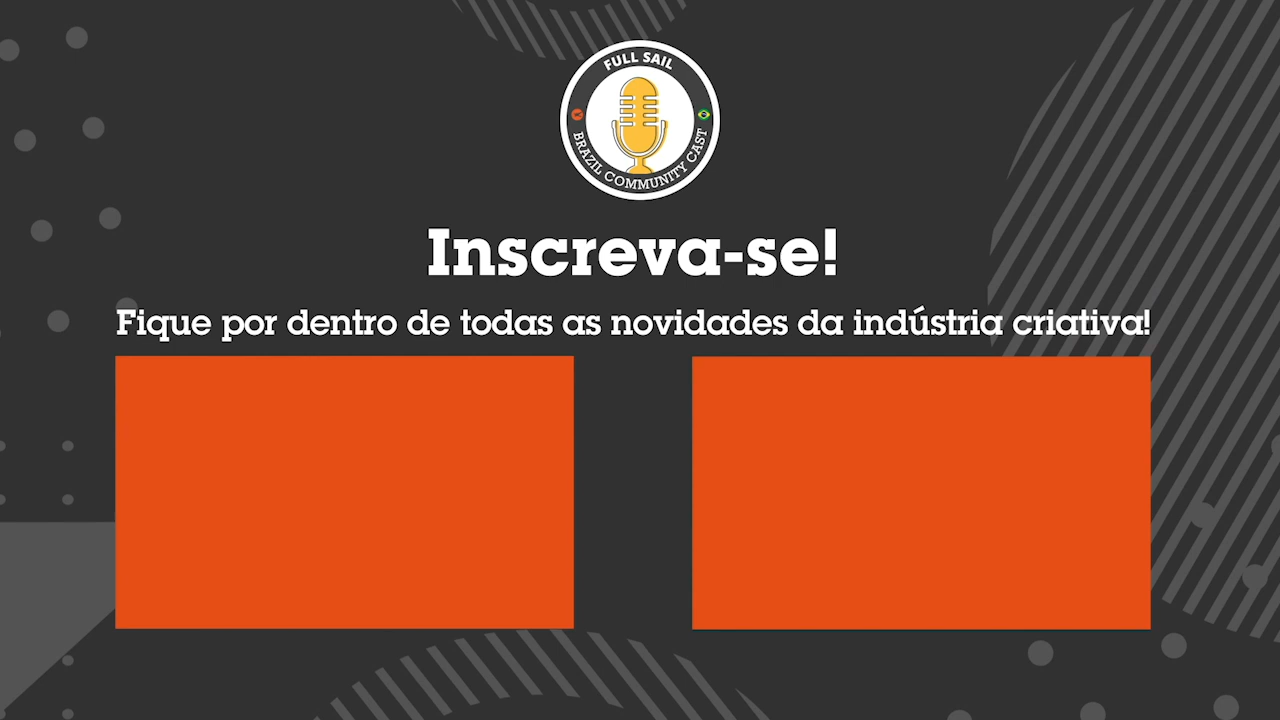 FULL SAIL
BRAZIL COMMUNITY CAST
Inscreva-se!
Fique por dentro de todas as novidades da indústria criativa!